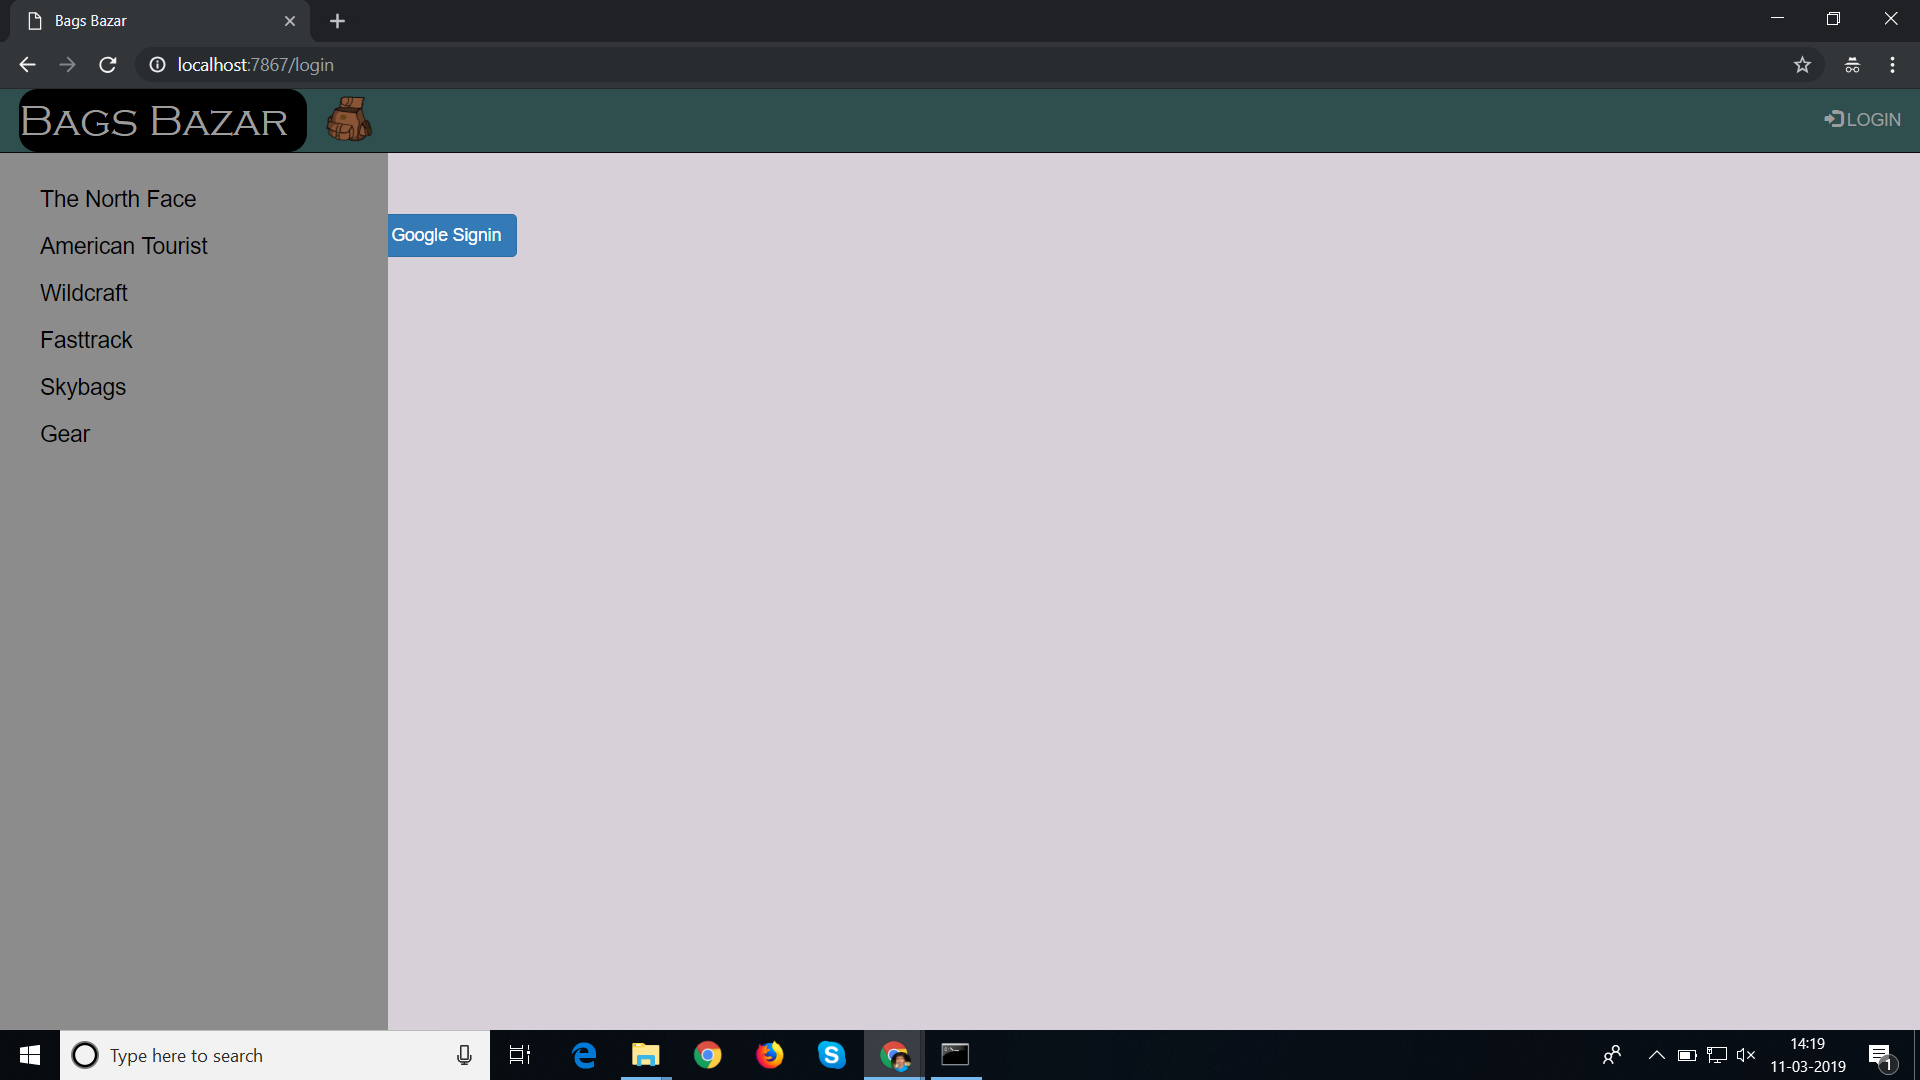 Bags Bazar
localhost:7867/login
BAGS BAZAR
LOGIN
The North Face
American Tourist
Wildcraft
Fasttrack
Skybags
Gear
Google Signin
Type here to search
14:19
11-03-2019
1